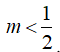 m < 1/2.